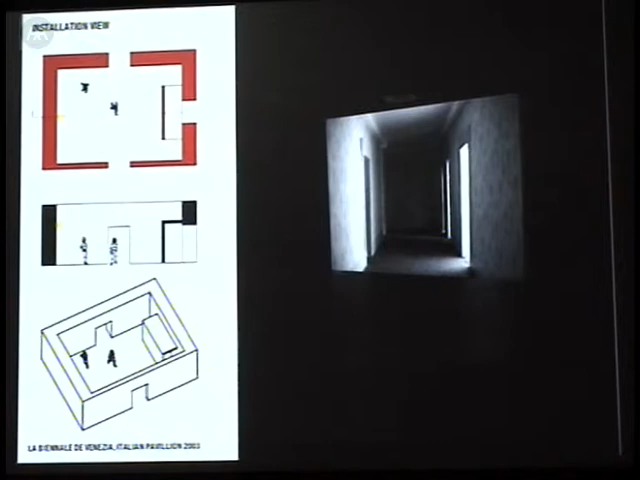 INSTALLATION VIEW
LA BIENNALE DE VENEZIA, ITALIAN PAVILLION 2003